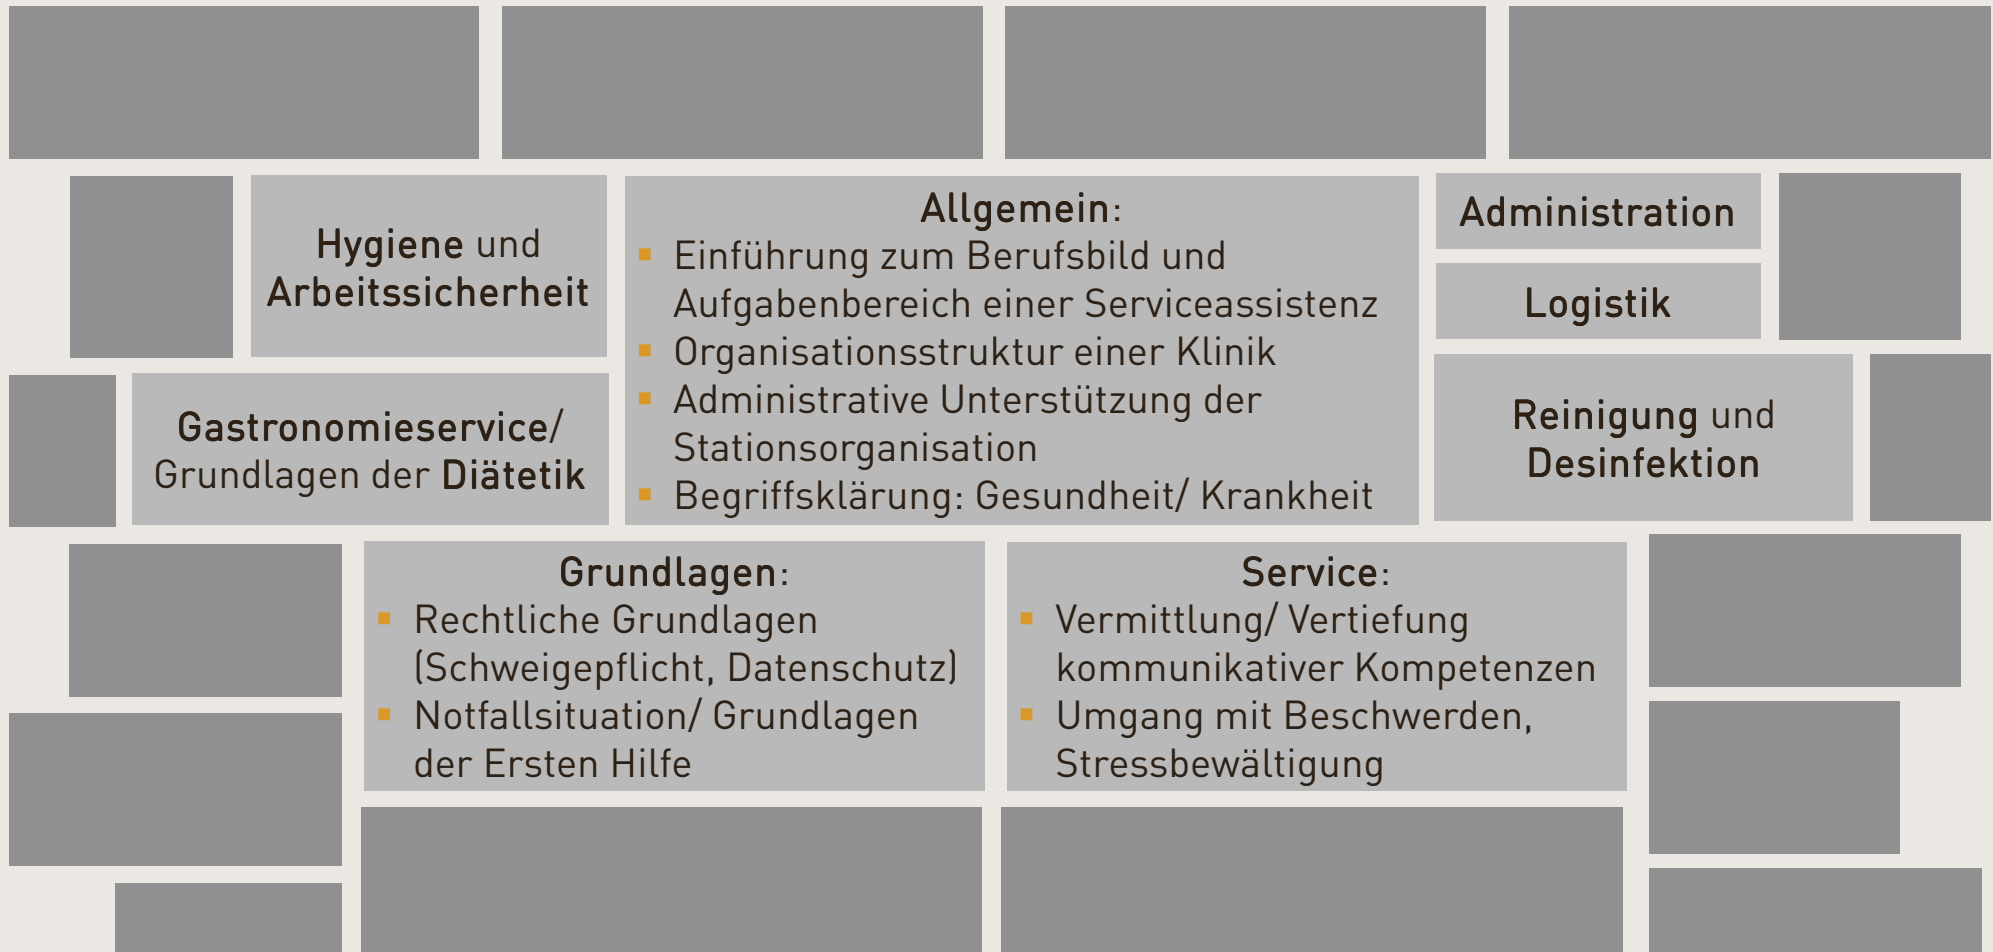 Hygiene und
Arbeitssicherheit
Allgemein:
▪ Einführung zum Berufsbild und
Aufgabenbereich einer Serviceassistenz
▪ Organisationsstruktur einer Klinik
▪ Administrative Unterstützung der
Stationsorganisation
▪ Begriffsklärung: Gesundheit/ Krankheit
Administration
Logistik
Gastronomieservice/
Grundlagen der Diätetik
Reinigung und
Desinfektion
Grundlagen:
▪ Rechtliche Grundlagen
(Schweigepflicht, Datenschutz)
▪ Notfallsituation/ Grundlagen
der Ersten Hilfe
Service:
▪ Vermittlung/ Vertiefung
kommunikativer Kompetenzen
▪ Umgang mit Beschwerden,
Stressbewältigung